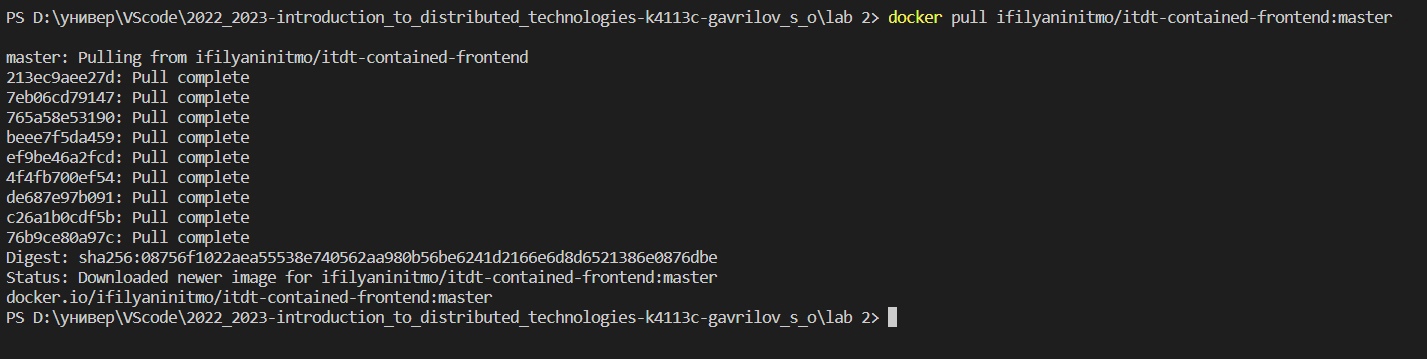 PS D:\универ\VScode\2022_2023-introduction_to_distributed_technologies-k4113c-gavrilov_s_o\lab 2> docker pull ifilyaninitmo/itdt-contained-frontend:master
master: Pulling from ifilyaninitmo/itdt-contained-frontend
213ec9aee27d: Pull complete
7eb06cd79147: Pull complete
765a58e53190: Pull complete
beee7f5da459: Pull complete
ef9be46a2fcd: Pull complete
4f4fb700ef54: Pull complete
de687e97b091: Pull complete
c26a1b0cdf5b: Pull complete
76b9ce80a97c: Pull complete
Digest: sha256:08756f1022aea55538e740562aa980b56be6241d2166e6d8d6521386e0876dbe
Status: Downloaded newer image for ifilyaninitmo/itdt-contained-frontend:master
docker.io/ifilyaninitmo/itdt-contained-frontend:master
PS D:\универ\VScode\2022_2023-introduction_to_distributed_technologies-k4113c-gavrilov_s_o\lab 2>